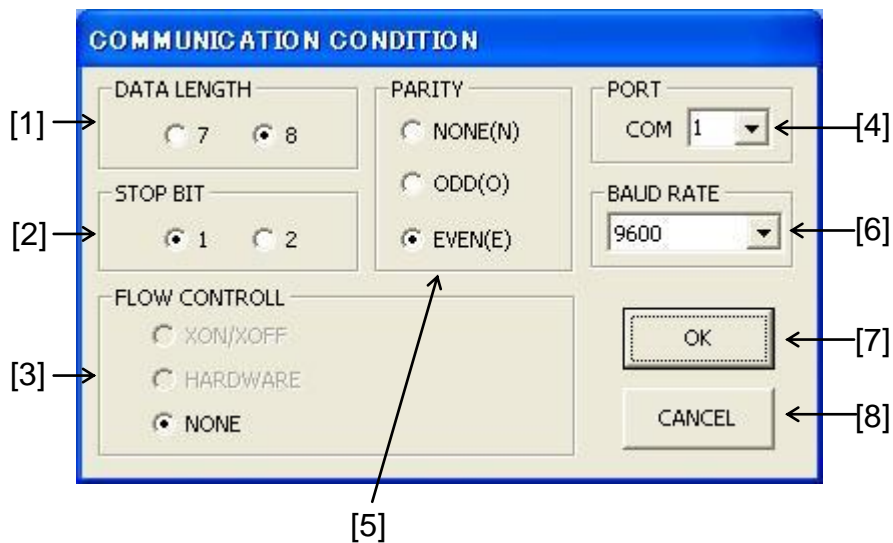 COMMUNICATION CONDITION
DATA LENGTH
7 8
PARITY
NONE(N)
ODD(O)
EVEN(E)
PORT
COM 1
STOP BIT
1 2
BAUD RATE
9600
FLOW CONTROLL
XON/XOFF
HARDWARE
NONE
OK
CANCEL
[1]
[2]
[3]
[4]
[5]
[6]
[7]
[8]